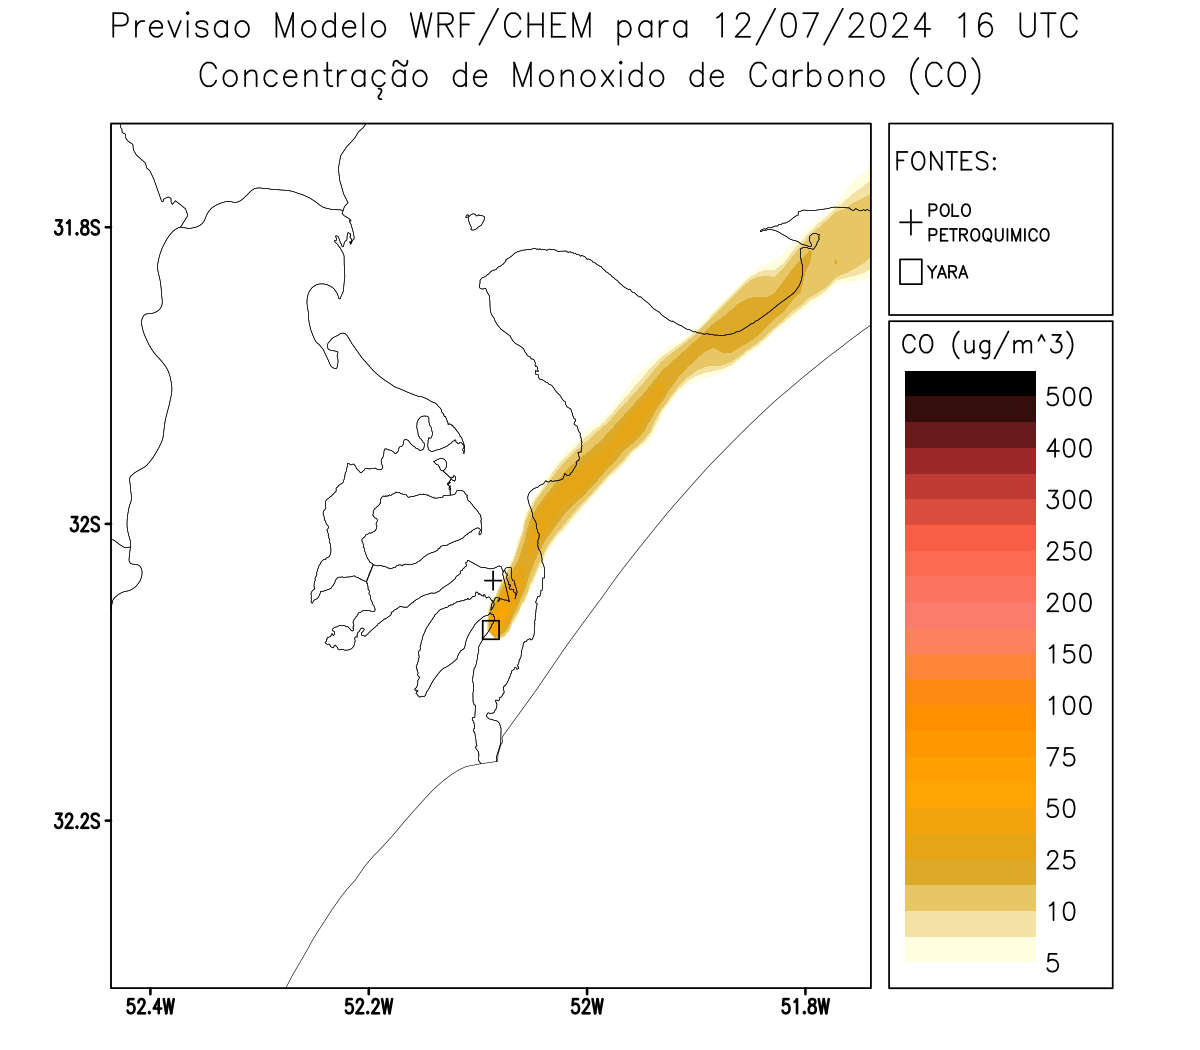 Previsao Modelo WRF/CHEM para 12/07/2024 16 UTC
Concentração de Monoxido de Carbono (CO)
FONTES:
POLO
PETROQUIMICO
YARA
CO (ug/m^3)
500
400
300
250
200
150
100
75
50
25
10
5
31.8S
32S
32.2S
52.4W
52.2W
52W
51.8W